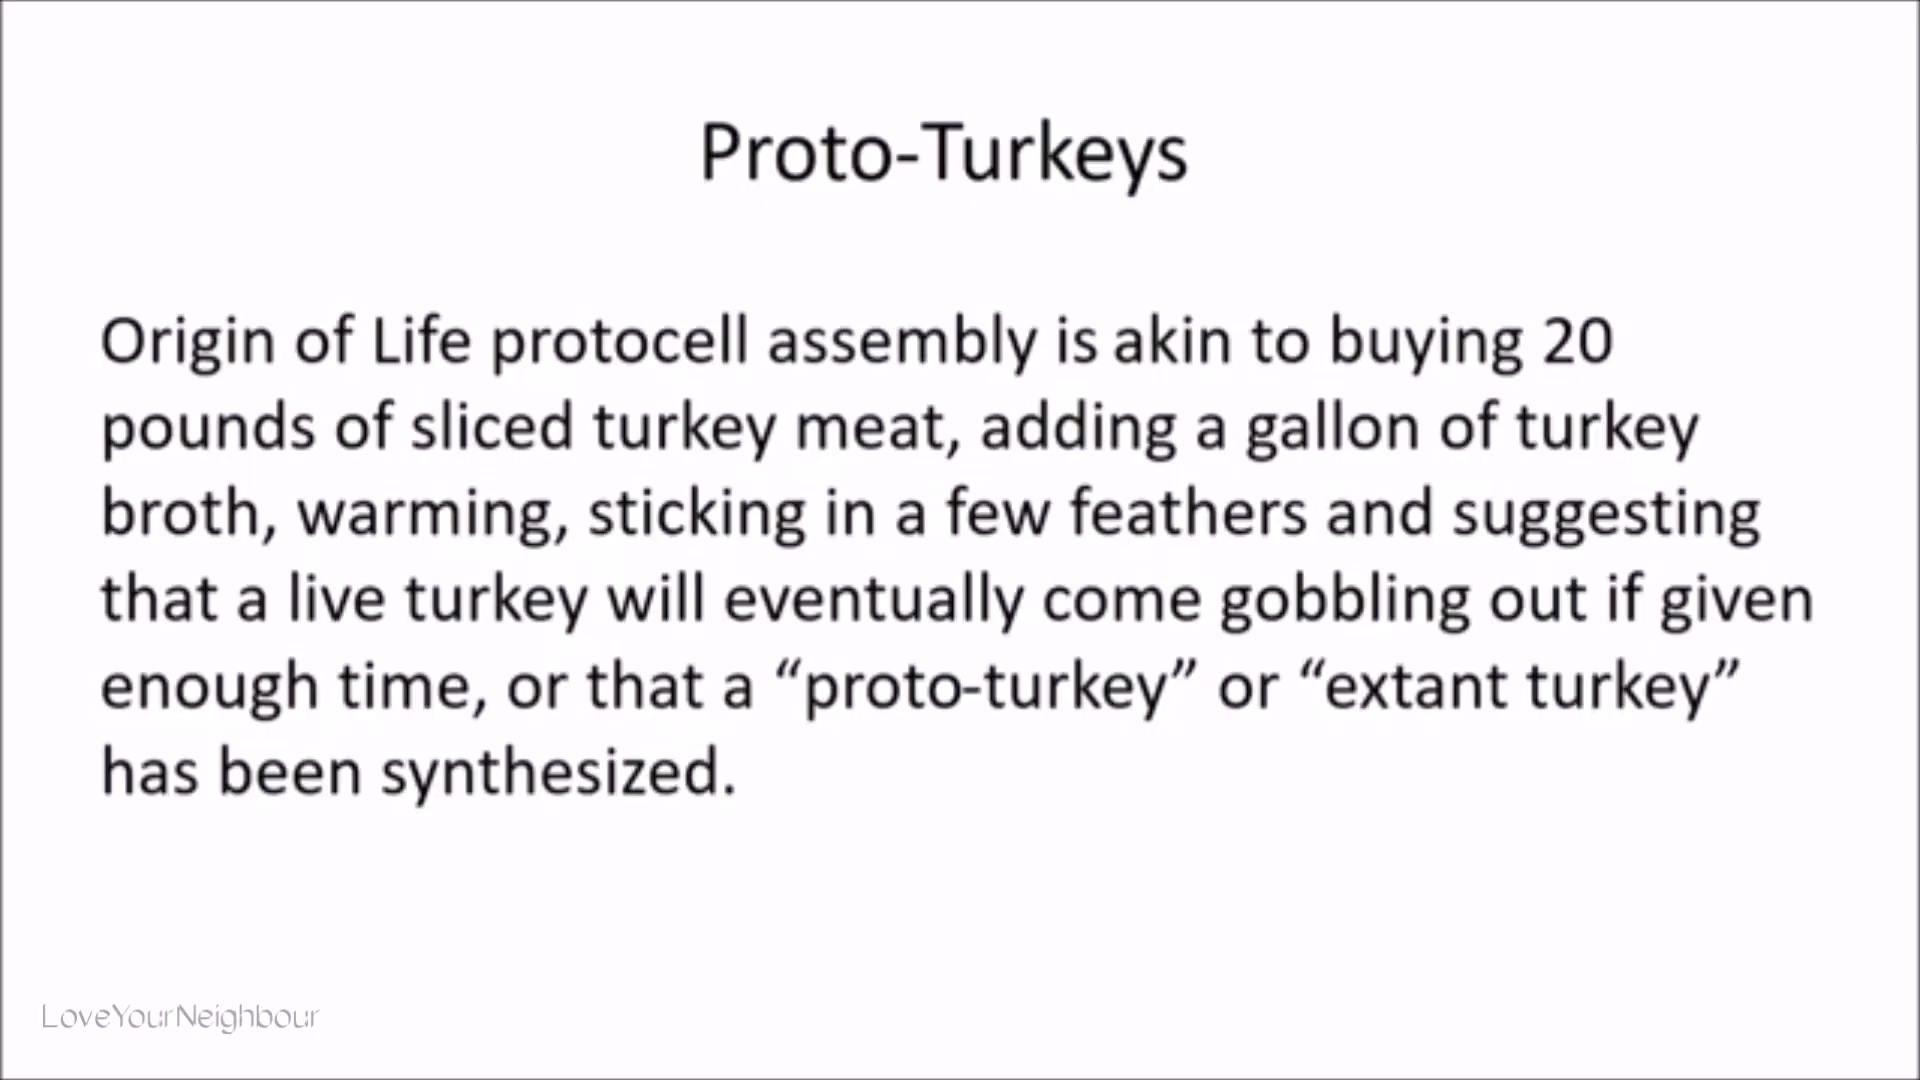 Proto-Turkeys
Origin of Life protocell assembly is akin to buying 20
pounds of sliced turkey meat, adding a gallon of turkey
broth, warming, sticking in a few feathers and suggesting
that a live turkey will eventually come gobbling out if given
enough time, or that a “proto-turkey” or “extant turkey”
has been synthesized.
LoveYourNeighbour